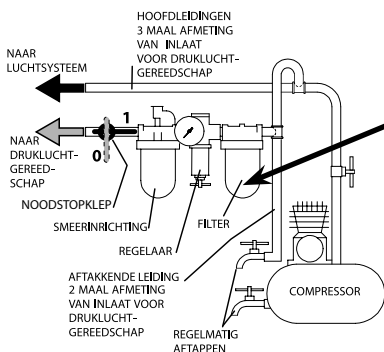 HOOFDLEIDINGEN
3 MAAL AFMETING
VAN INLAAT
VOOR DRUKLUCHT-
GEREEDSCHAP
NAAR
LUCHTSYSTEEM
NAAR
DRUKLUCHT-
GEREED-
SCHAP
1
0
NOODSTOPKLEP
SMEERINRICHTING
REGELAAR
FILTER
AFTAKKENDE LEIDING
2 MAAL AFMETING
VAN INLAAT VOOR
DRUKLUCHT-
GEREEDSCHAP
REGELMATIG
AFTAPPEN
COMPRESSOR